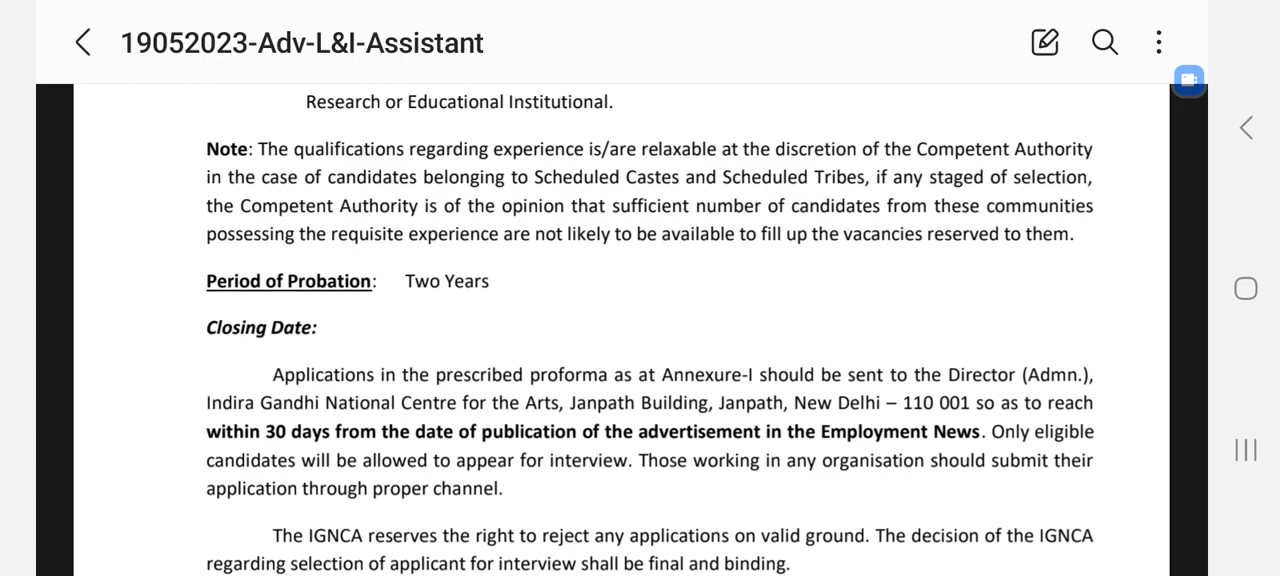 19052023-Adv-L&I-Assistant
Research or Educational Institutional.
Note: The qualifications regarding experience is/are relaxable at the discretion of the Competent Authority
in the case of candidates belonging to Scheduled Castes and Scheduled Tribes, if any staged of selection,
the Competent Authority is of the opinion that sufficient number of candidates from these communities
possessing the requisite experience are not likely to be available to fill up the vacancies reserved to them.
Period of Probation: Two Years
Closing Date:
Applications in the prescribed proforma as at Annexure-I should be sent to the Director (Admn.),
Indira Gandhi National Centre for the Arts, Janpath Building, Janpath, New Delhi – 110 001 so as to reach
within 30 days from the date of publication of the advertisement in the Employment News. Only eligible
candidates will be allowed to appear for interview. Those working in any organisation should submit their
application through proper channel.
The IGNCA reserves the right to reject any applications on valid ground. The decision of the IGNCA
regarding selection of applicant for interview shall be final and binding.